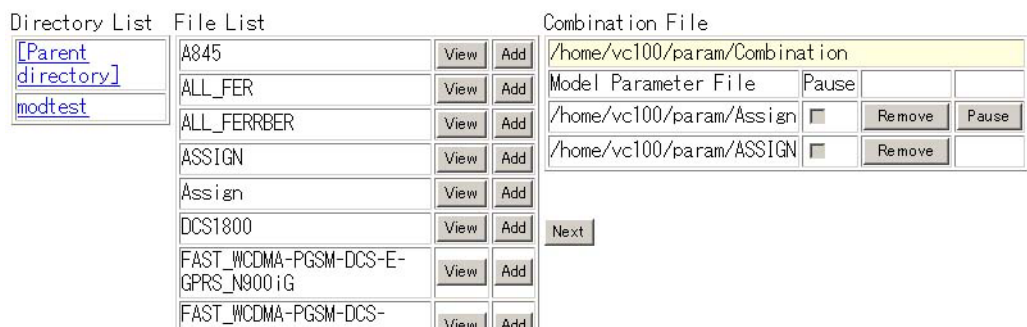 Directory List File List Combination File
[Parent
directory]
modtest
A845 View Add
ALL_FER View Add
ALL_FERRBER View Add
ASSIGN View Add
Assign View Add
DCS1800 View Add
FAST_WCDMA-PGSM-DCS-E-
GPRS_N900iG View Add
FAST_WCDMA-PGSM-DCS-
View Add
/home/vc100/param/Combination
Model Parameter File Pause
/home/vc100/param/Assign Remove Pause
/home/vc100/param/ASSIGN Remove
Next